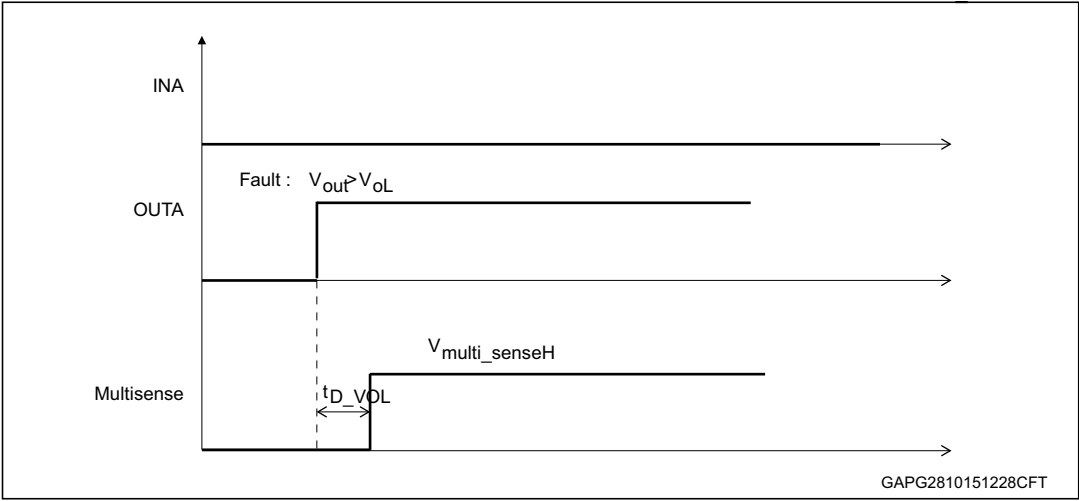 INA
Fault : Vout>VoL
OUTA
Vmulti_senseH
Multisense
tD_VOL
GAPG2810151228CFT